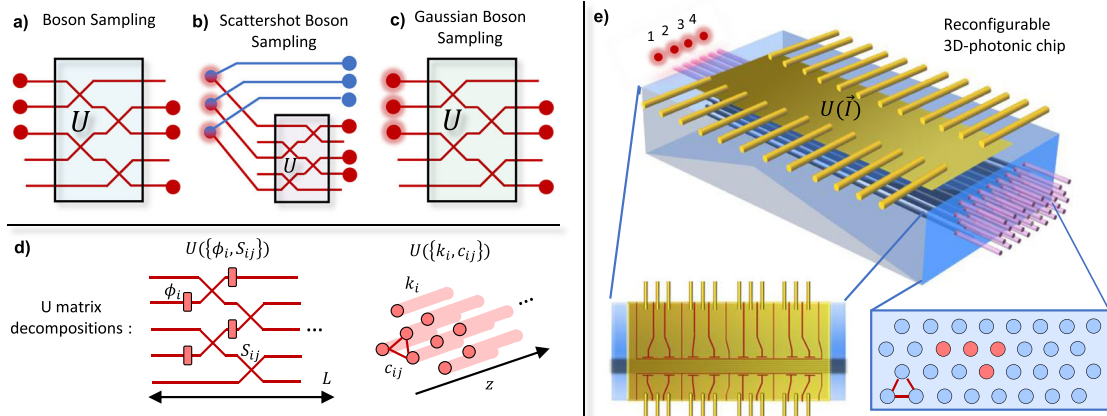 a) Boson Sampling
U
b) Scattershot Boson
Sampling
U
c) Gaussian Boson
Sampling
U
d)
U matrix
decompositions :
U({ϕᵢ, Sᵢⱼ})
ϕᵢ
Sᵢⱼ
...
L
U({kᵢ, cᵢⱼ})
kᵢ
...
cᵢⱼ
z
e)
1 2 3 4
Reconfigurable
3D-photonic chip
U(I⃗)